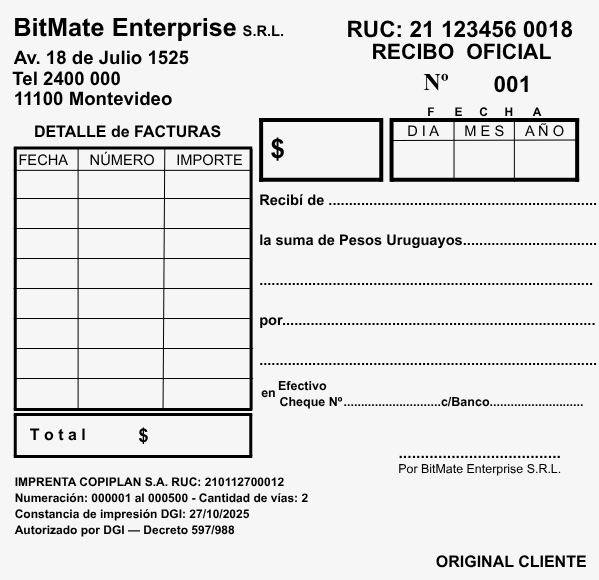 BitMate Enterprise S.R.L.
Av. 18 de Julio 1525
Tel 2400 000
11100 Montevideo
RUC: 21 123456 0018
RECIBO OFICIAL
Nº 001
FECHA
DIA MES AÑO
$
DETALLE de FACTURAS
FECHA NÚMERO IMPORTE
Total $
Recibí de ................................................................
la suma de Pesos Uruguayos................................
................................................................................
por...........................................................................
................................................................................
en Efectivo
Cheque Nº............................c/Banco...........................
.......................................
Por BitMate Enterprise S.R.L.
IMPRENTA COPIPLAN S.A. RUC: 210112700012
Numeración: 000001 al 000500 - Cantidad de vías: 2
Constancia de impresión DGI: 27/10/2025
Autorizado por DGI — Decreto 597/988
ORIGINAL CLIENTE